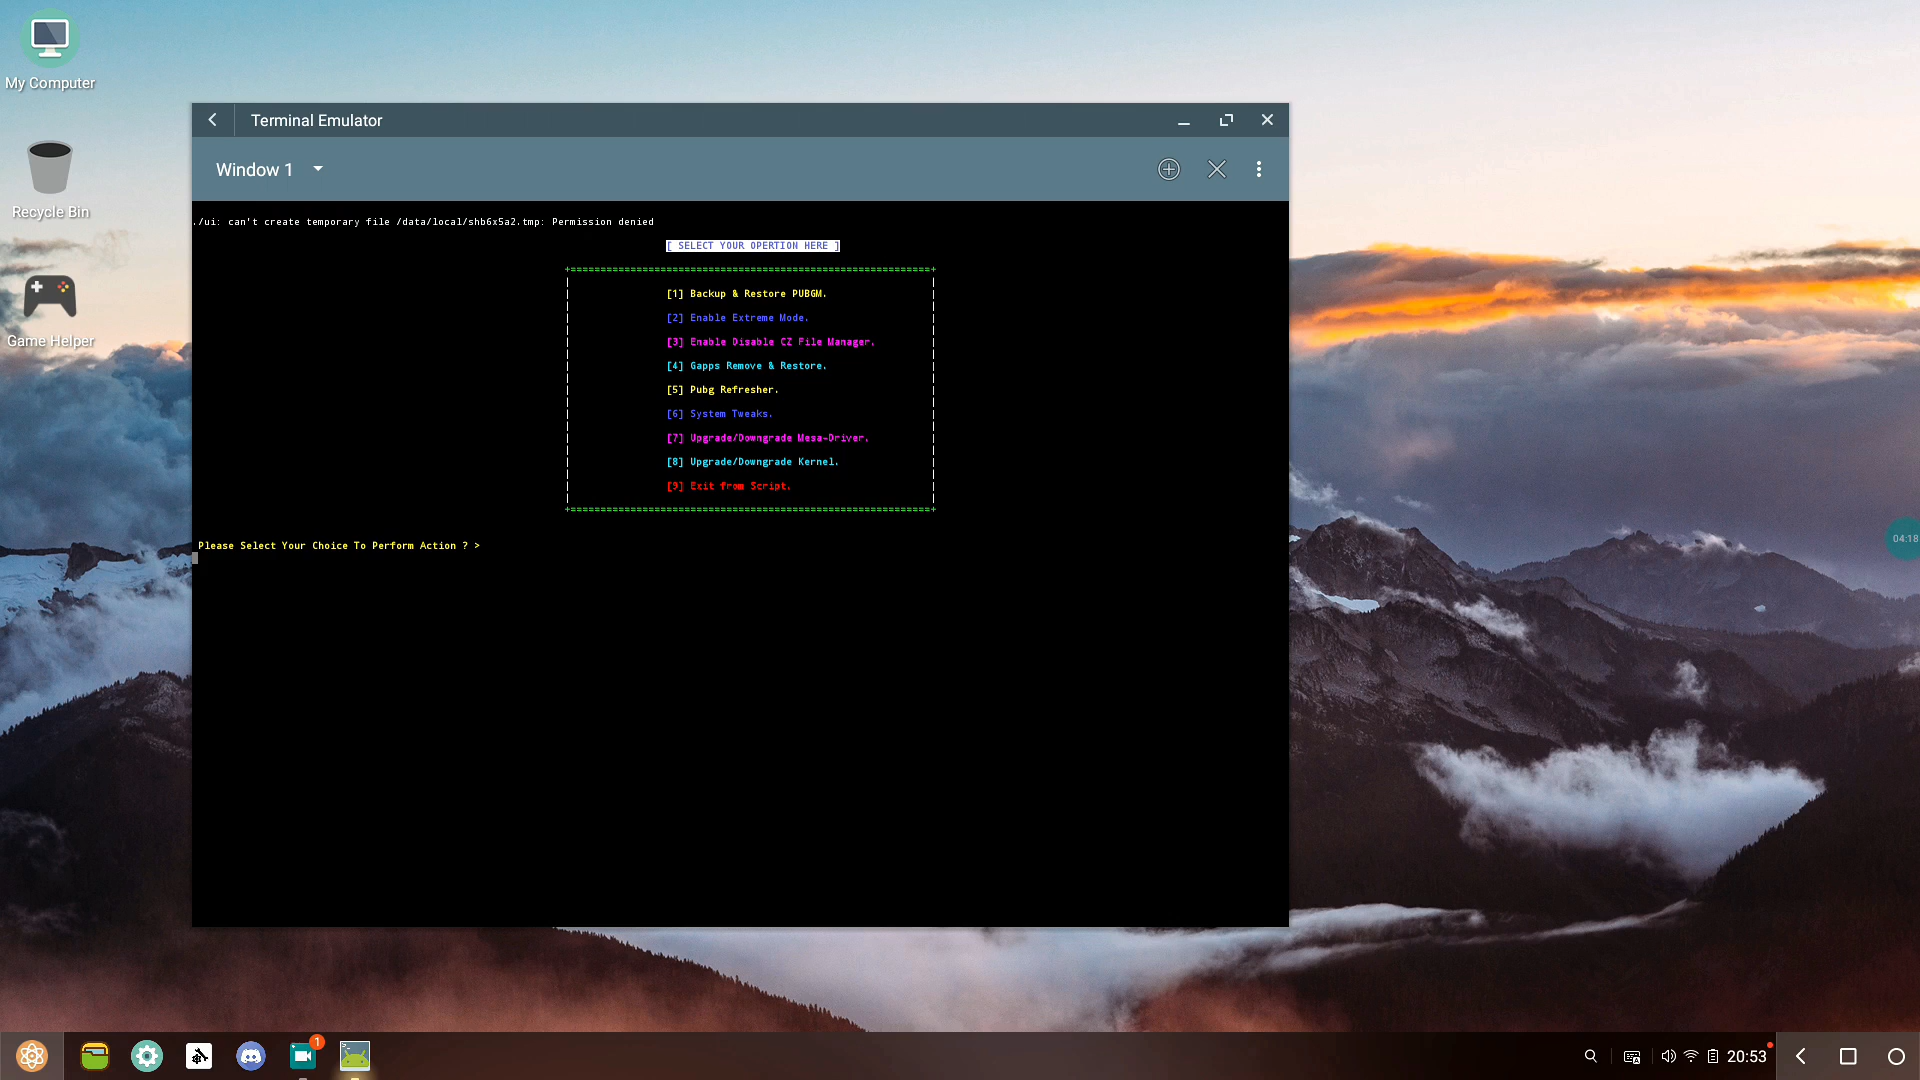 My Computer
Recycle Bin
Game Helper
Terminal Emulator
Window 1
./ui: can't create temporary file /data/local/shb6x5a2.tmp: Permission denied
[ SELECT YOUR OPERTION HERE ]
+============================================================+
[1] Backup & Restore PUBGM.
[2] Enable Extreme Mode.
[3] Enable Disable CZ File Manager.
[4] Gapps Remove & Restore.
[5] Pubg Refresher.
[6] System Tweaks.
[7] Upgrade/Downgrade Mesa-Driver.
[8] Upgrade/Downgrade Kernel.
[9] Exit from Script.
+============================================================+
Please Select Your Choice To Perform Action ? >
04:18
1
20:53